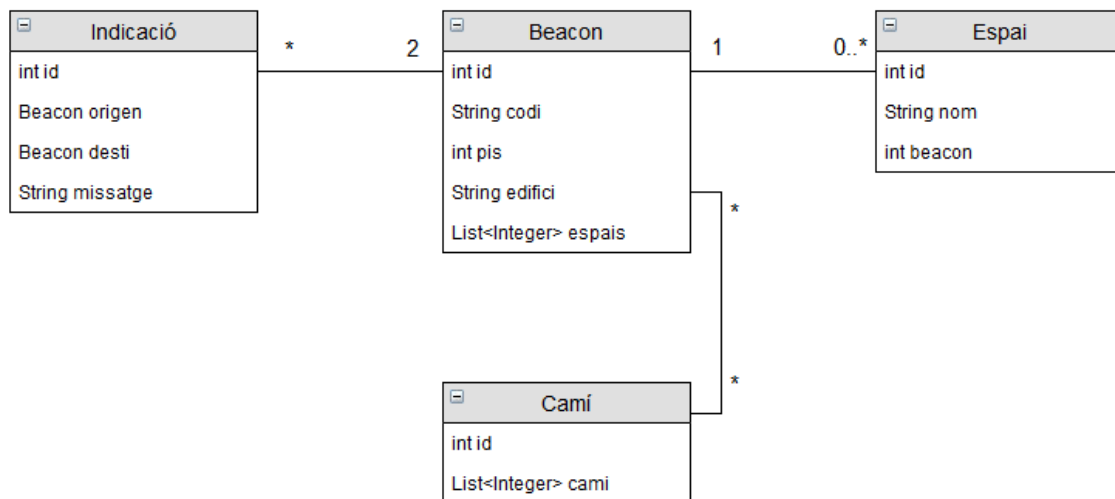 Indicació
int id
Beacon origen
Beacon desti
String missatge
*
2
Beacon
int id
String codi
int pis
String edifici
List<Integer> espais
1
0..*
Espai
int id
String nom
int beacon
*
*
Camí
int id
List<Integer> cami